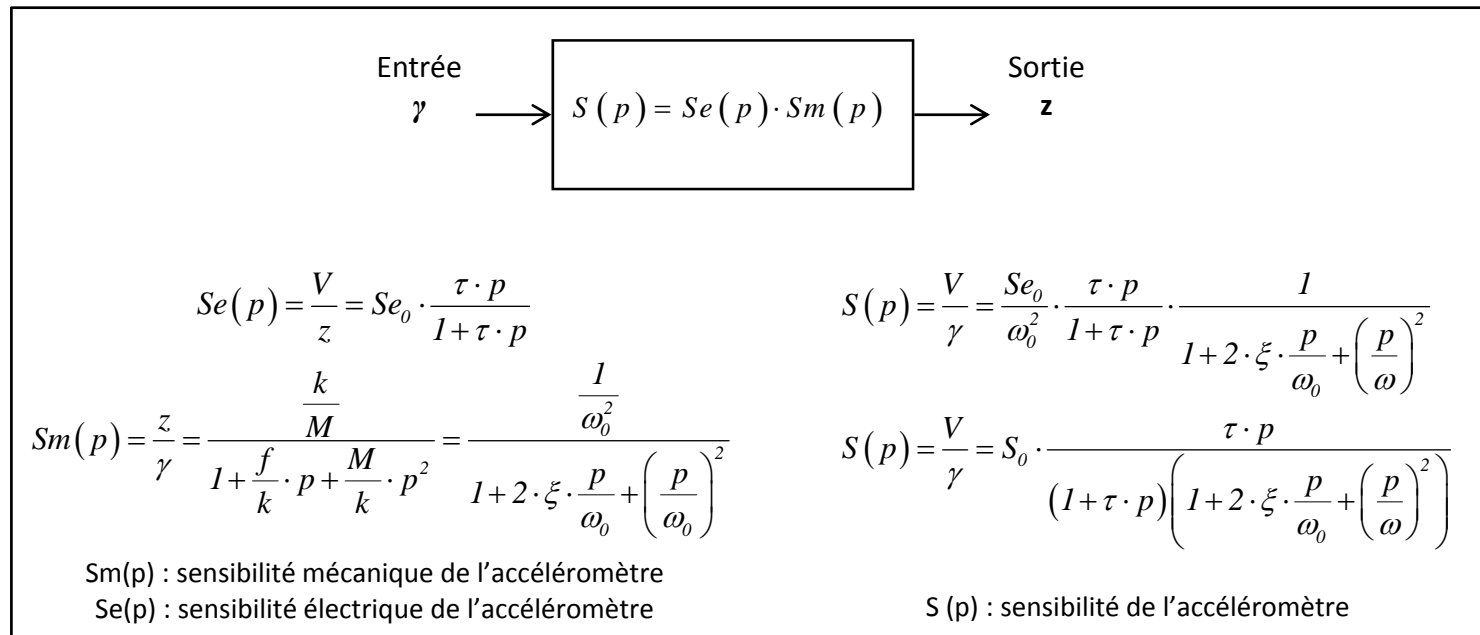 Entrée
γ
S(p) = Se(p) · Sm(p)
Sortie
z
Se(p) = V/z = Se₀ · (τ · p)/(1 + τ · p)
Sm(p) = z/γ = (k/M)/(1 + f/k · p + M/k · p²) = (1/ω₀²)/(1 + 2 · ξ · p/ω₀ + (p/ω₀)²)
Sm(p) : sensibilité mécanique de l’accéléromètre
Se(p) : sensibilité électrique de l’accéléromètre
S(p) = V/γ = Se₀/ω₀² · (τ · p)/(1 + τ · p) · 1/(1 + 2 · ξ · p/ω₀ + (p/ω)²)
S(p) = V/γ = S₀ · (τ · p)/((1 + τ · p)(1 + 2 · ξ · p/ω₀ + (p/ω)²))
S (p) : sensibilité de l’accéléromètre